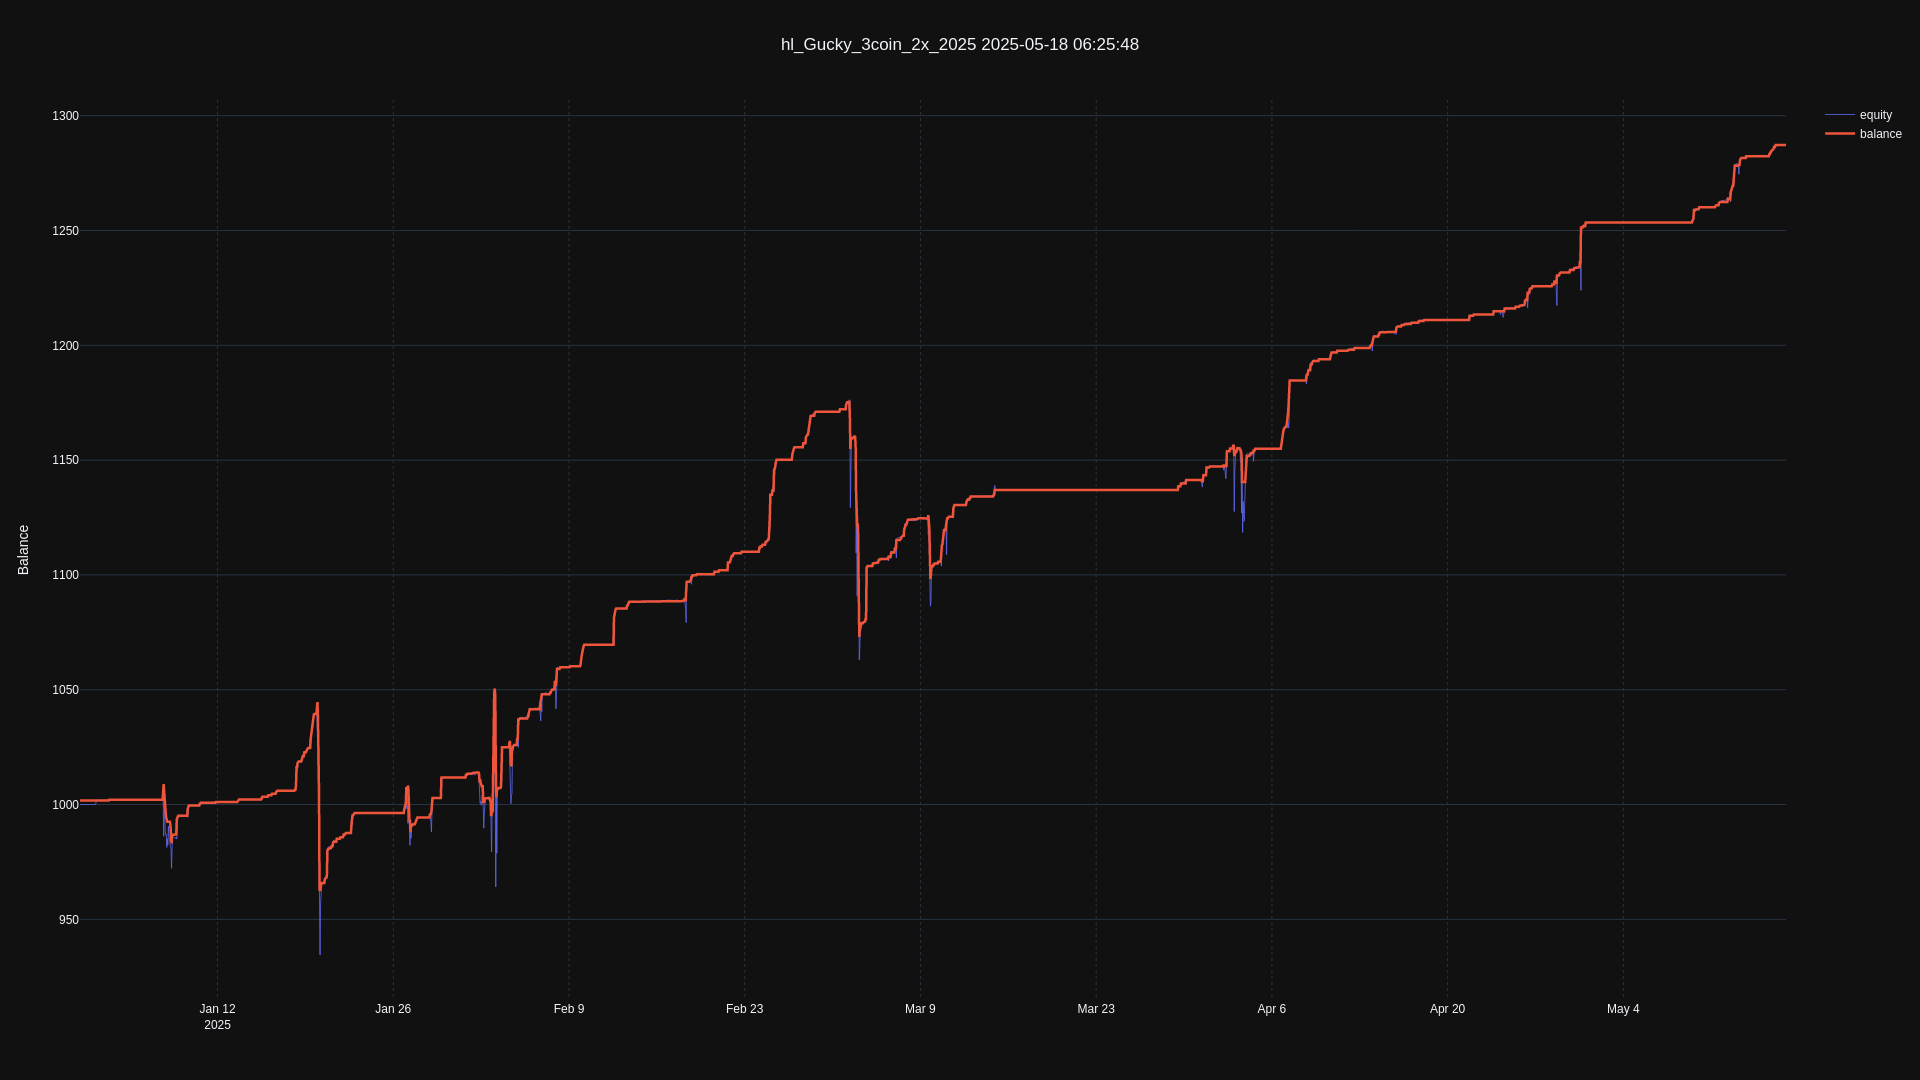 hl_Gucky_3coin_2x_2025 2025-05-18 06:25:48
equity
balance
1300
1250
1200
1150
1100
1050
1000
950
Balance
Jan 12
2025
Jan 26
Feb 9
Feb 23
Mar 9
Mar 23
Apr 6
Apr 20
May 4